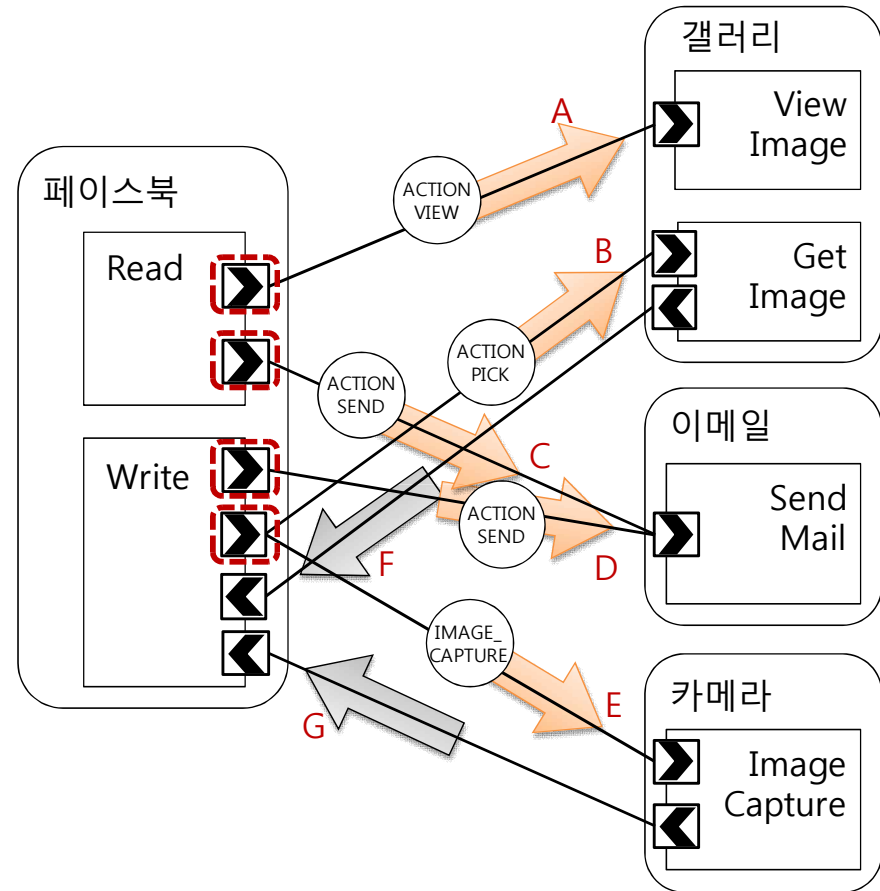 갤러리
View
Image
A
페이스북
ACTION
VIEW
Read
B
Get
Image
ACTION
PICK
ACTION
SEND
이메일
C
Write
Send
Mail
ACTION
SEND
F
D
IMAGE_
CAPTURE
카메라
E
G
Image
Capture